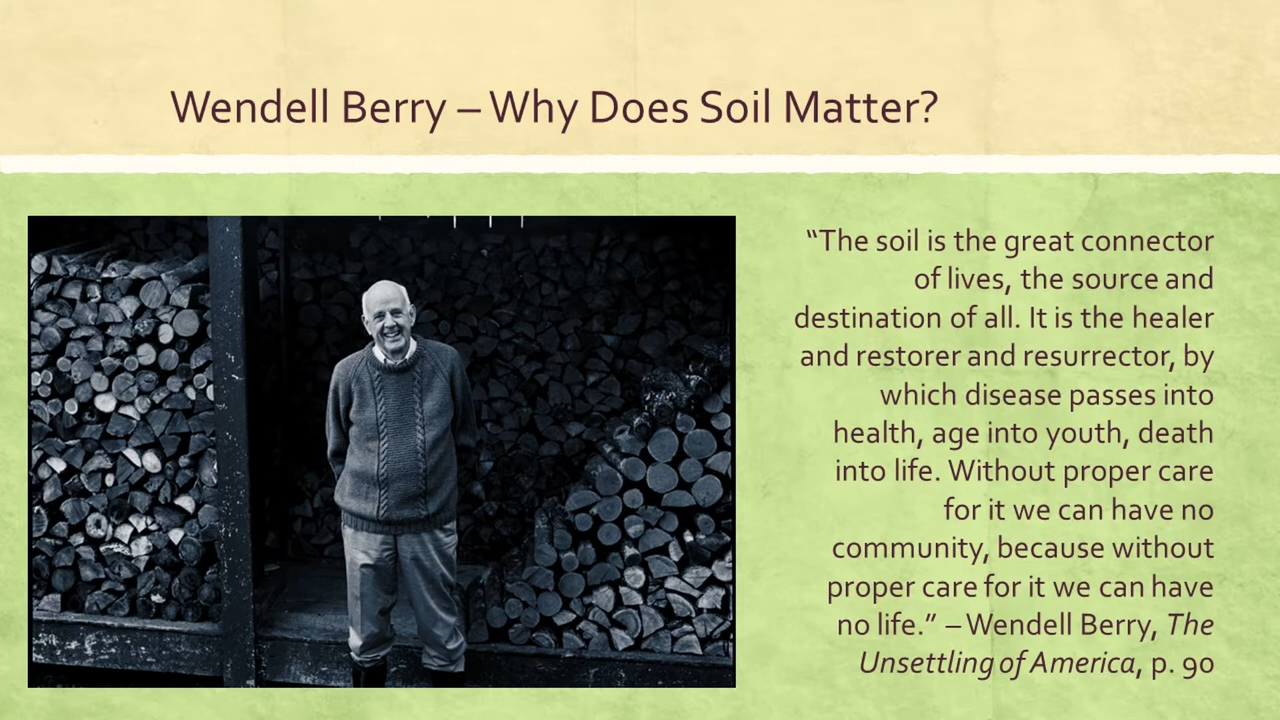 Wendell Berry – Why Does Soil Matter?
“The soil is the great connector
of lives, the source and
destination of all. It is the healer
and restorer and resurrector, by
which disease passes into
health, age into youth, death
into life. Without proper care
for it we can have no
community, because without
proper care for it we can have
no life.” – Wendell Berry, The
Unsettling of America, p. 90